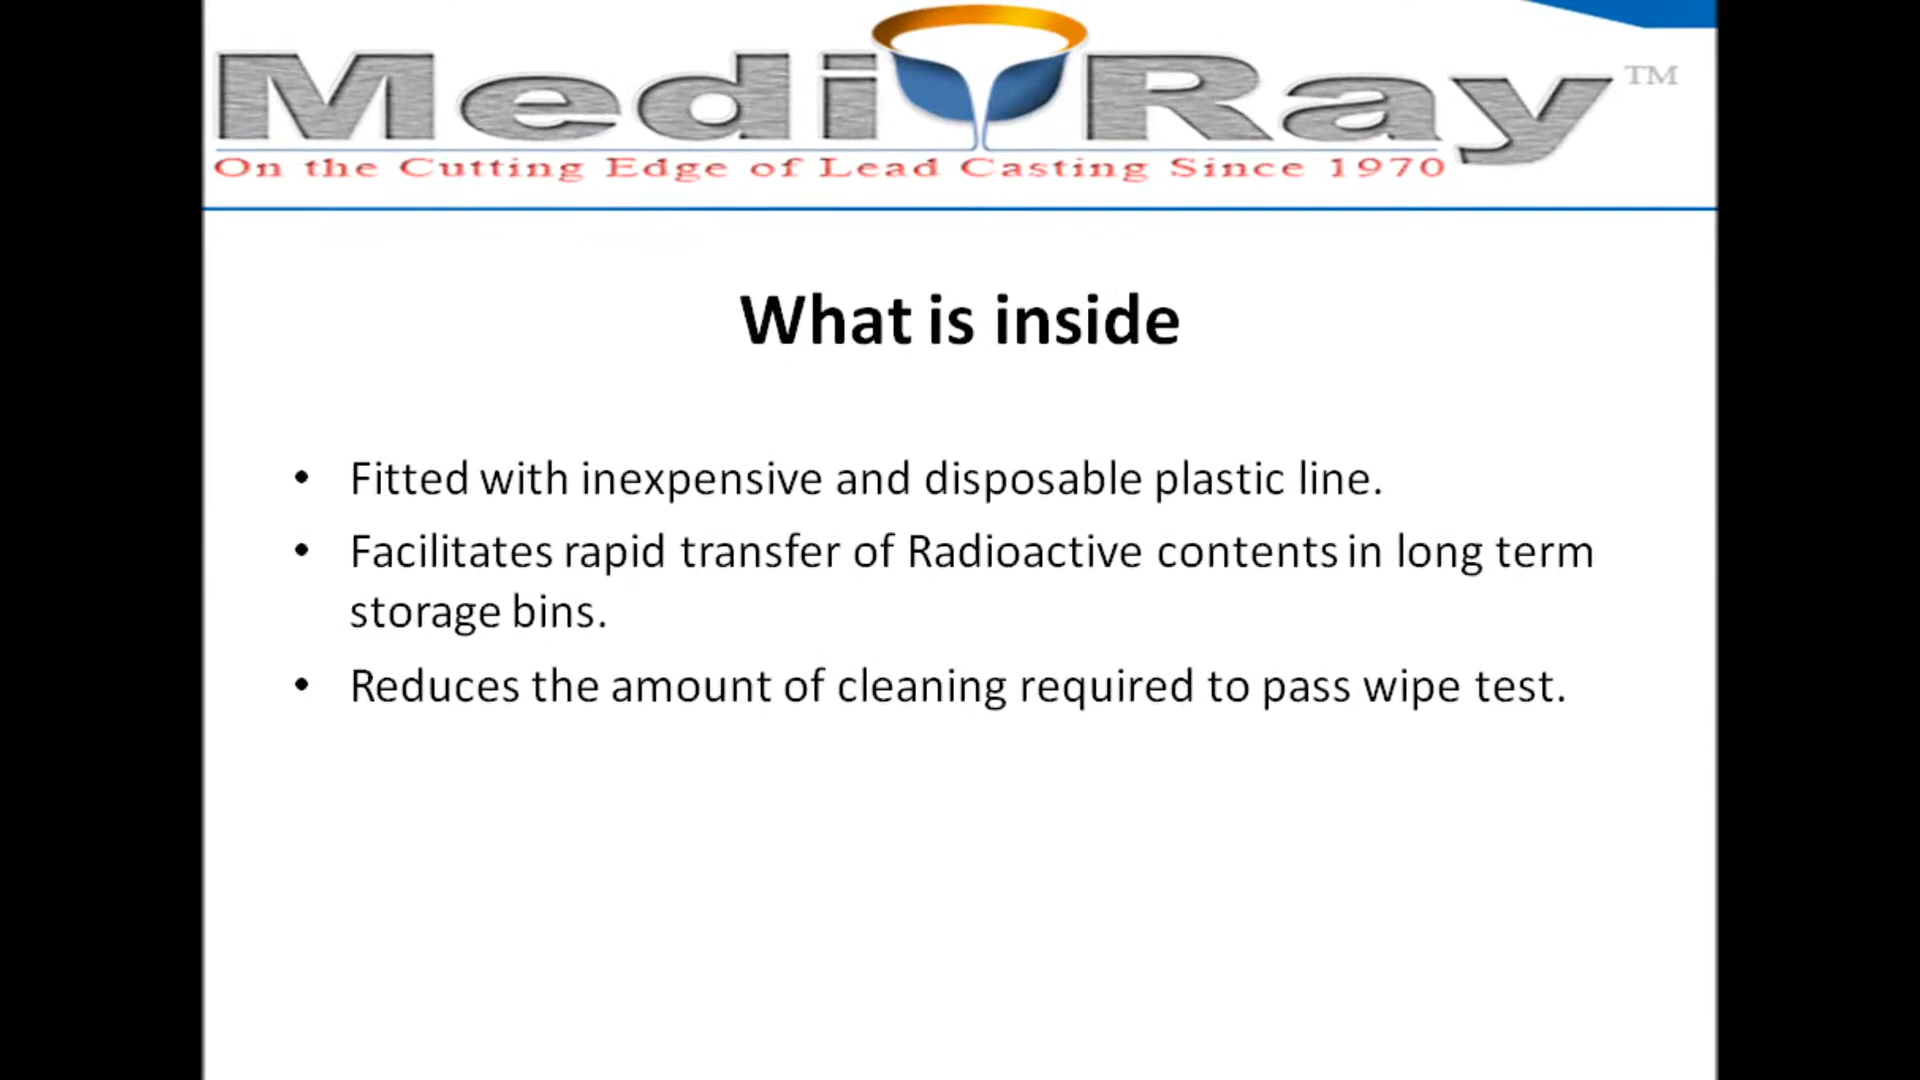 Medi Ray™
On the Cutting Edge of Lead Casting Since 1970
What is inside
• Fitted with inexpensive and disposable plastic line.
• Facilitates rapid transfer of Radioactive contents in long term
storage bins.
• Reduces the amount of cleaning required to pass wipe test.